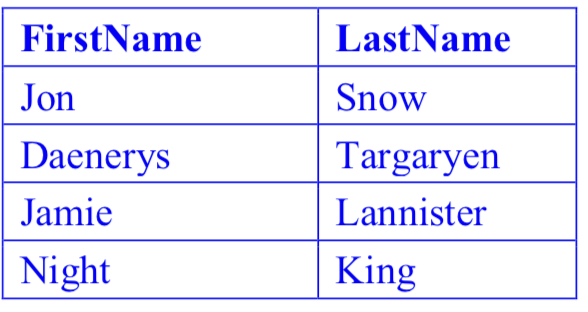 FirstName LastName
Jon Snow
Daenerys Targaryen
Jamie Lannister
Night King